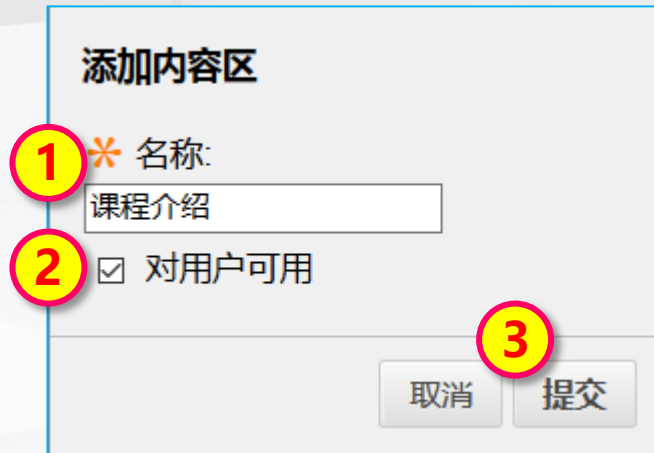 添加内容区
1 * 名称:
课程介绍
2 对用户可用
3
取消 提交